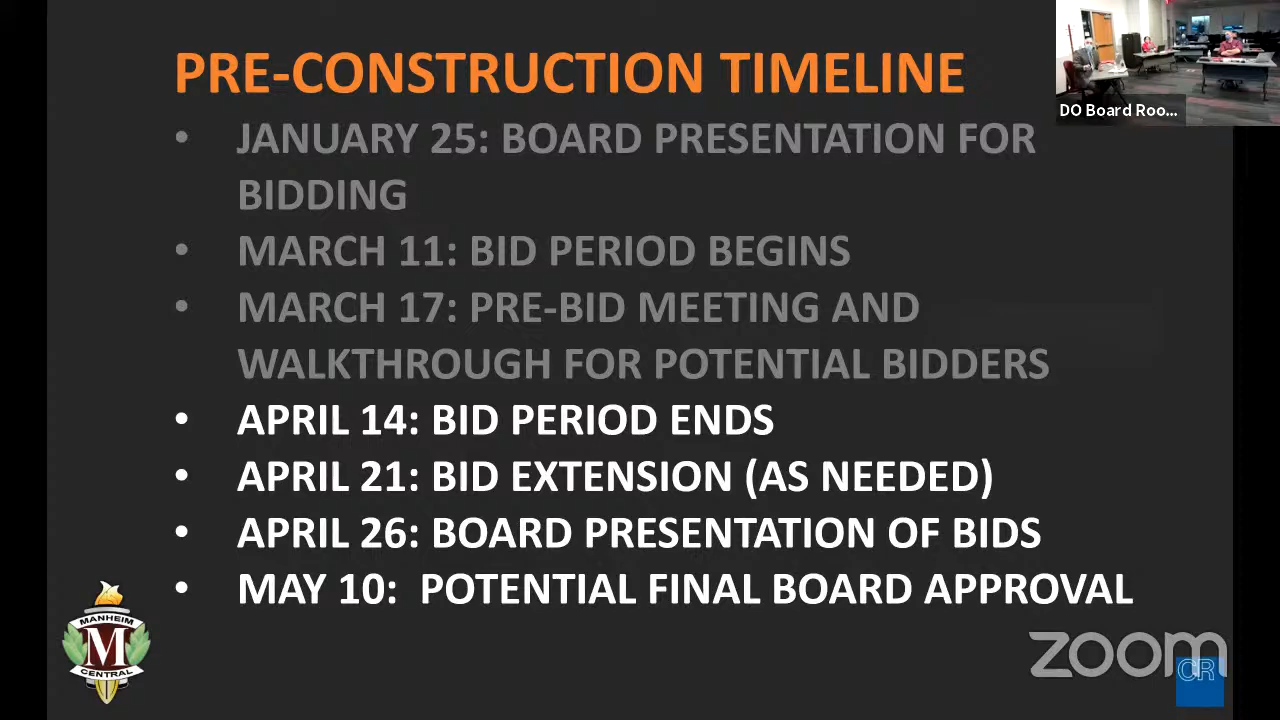 PRE-CONSTRUCTION TIMELINE
DO Board Roo...
• JANUARY 25: BOARD PRESENTATION FOR
BIDDING
• MARCH 11: BID PERIOD BEGINS
• MARCH 17: PRE-BID MEETING AND
WALKTHROUGH FOR POTENTIAL BIDDERS
• APRIL 14: BID PERIOD ENDS
• APRIL 21: BID EXTENSION (AS NEEDED)
• APRIL 26: BOARD PRESENTATION OF BIDS
• MAY 10: POTENTIAL FINAL BOARD APPROVAL
MANHEIM
M
CENTRAL
zoom
CR